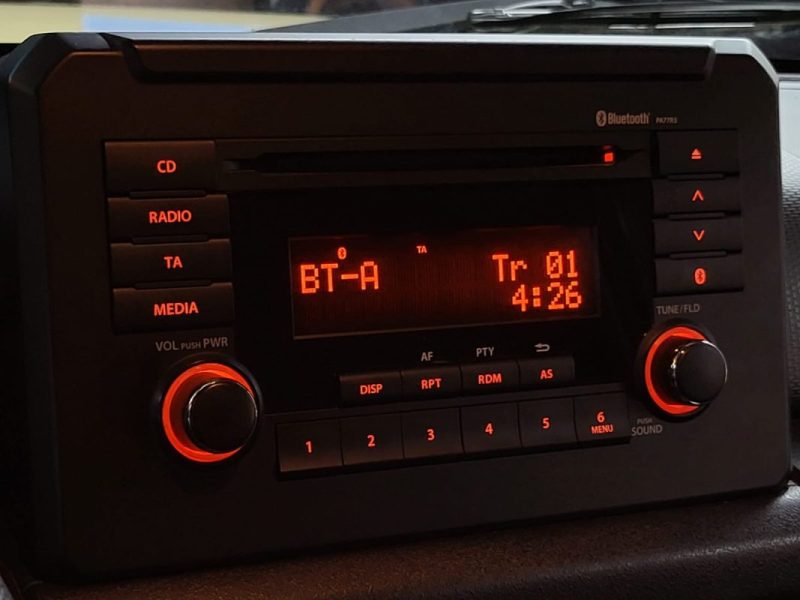 Bluetooth PA77R3
CD
RADIO
TA
MEDIA
TA
BT-A
Tr 01
4:26
VOL PUSH PWR
TUNE/FLD
AF
PTY
DISP
RPT
RDM
AS
1
2
3
4
5
6
MENU
PUSH
SOUND